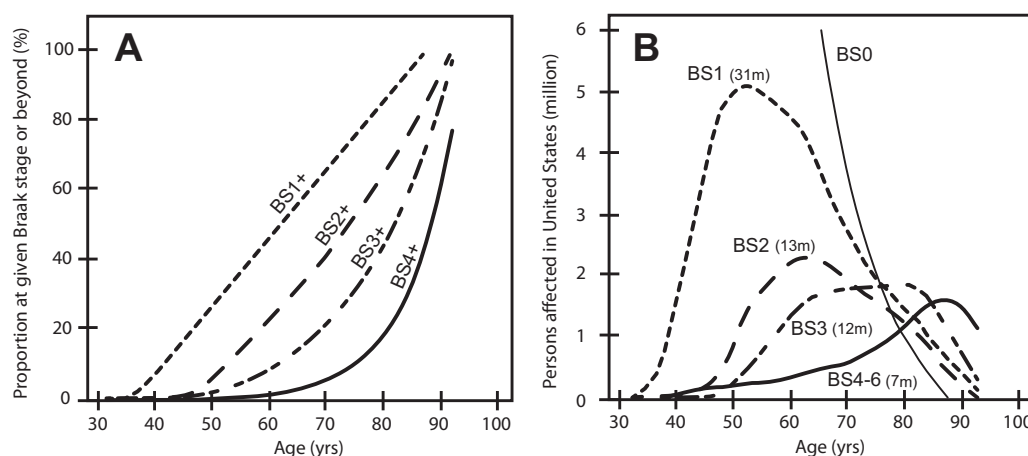 A
Proportion at given Braak stage or beyond (%)
100
80
60
40
20
0
BS1+
BS2+
BS3+
BS4+
30 40 50 60 70 80 90 100
Age (yrs)
B
Persons affected in United States (million)
6
5
4
3
2
1
0
BS0
BS1 (31m)
BS2 (13m)
BS3 (12m)
BS4-6 (7m)
30 40 50 60 70 80 90 100
Age (yrs)